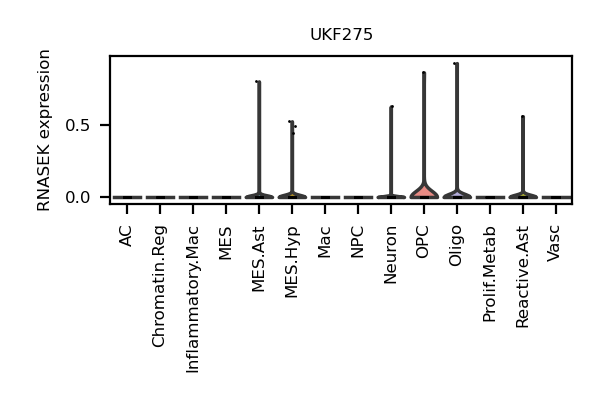 UKF275
RNASEK expression
0.5
0.0
AC
Chromatin.Reg
Inflammatory.Mac
MES
MES.Ast
MES.Hyp
Mac
NPC
Neuron
OPC
Oligo
Prolif.Metab
Reactive.Ast
Vasc